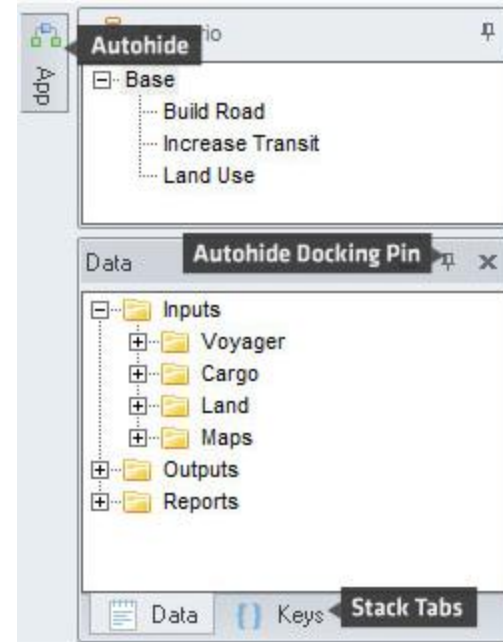 App
Autohide
rio
Base
Build Road
Increase Transit
Land Use
Data
Autohide Docking Pin
Inputs
Voyager
Cargo
Land
Maps
Outputs
Reports
Data
Keys
Stack Tabs